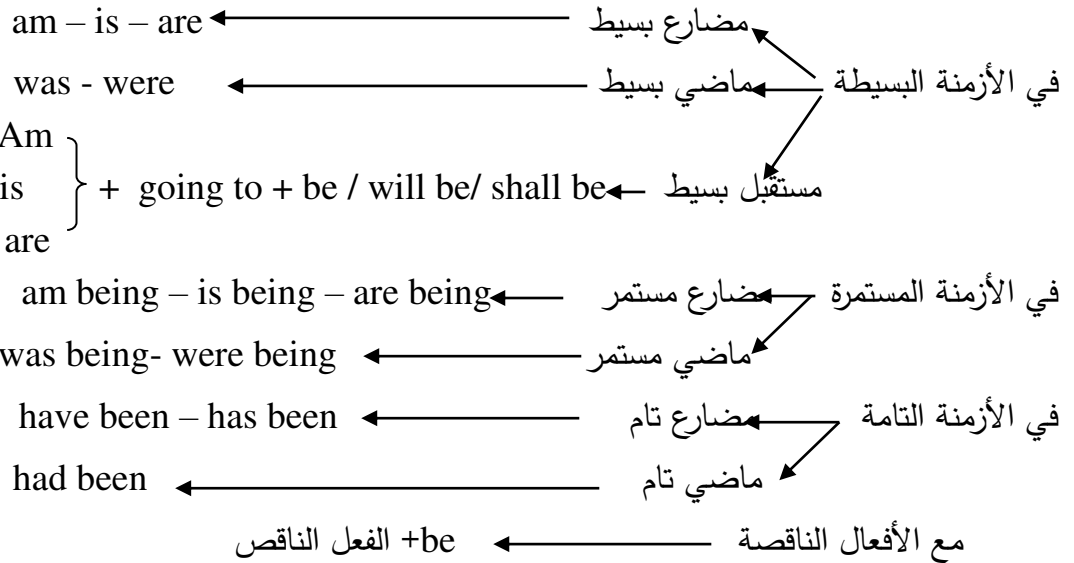 مضارع بسيط am – is – are
في الأزمنة البسيطة ماضي بسيط was - were
Am
مستقبل بسيط is } + going to + be / will be/ shall be
are
في الأزمنة المستمرة مضارع مستمر am being – is being – are being
ماضي مستمر was being- were being
في الأزمنة التامة مضارع تام have been – has been
ماضي تام had been
مع الأفعال الناقصة be+ الفعل الناقص